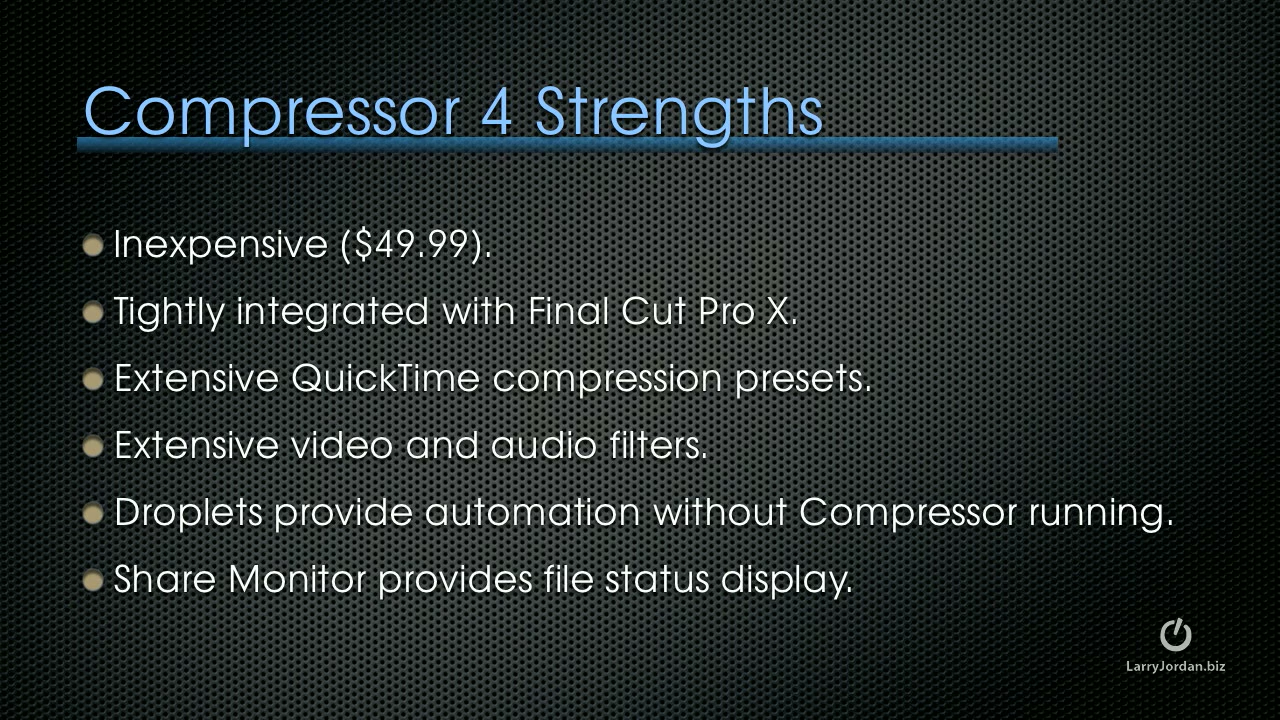 Compressor 4 Strengths
Inexpensive ($49.99).
Tightly integrated with Final Cut Pro X.
Extensive QuickTime compression presets.
Extensive video and audio filters.
Droplets provide automation without Compressor running.
Share Monitor provides file status display.
LarryJordan.biz